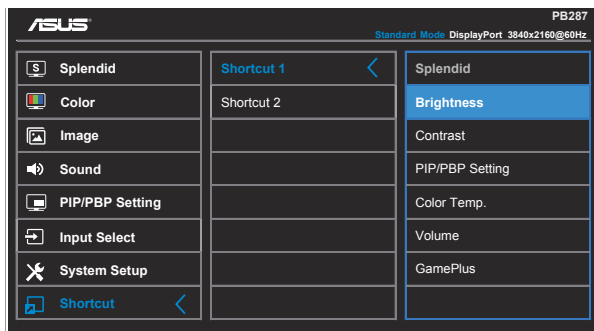 ASUS
PB287
Standard Mode DisplayPort 3840x2160@60Hz
S Splendid
Color
Image
Sound
PIP/PBP Setting
Input Select
System Setup
Shortcut
Shortcut 1
Shortcut 2
Splendid
Brightness
Contrast
PIP/PBP Setting
Color Temp.
Volume
GamePlus